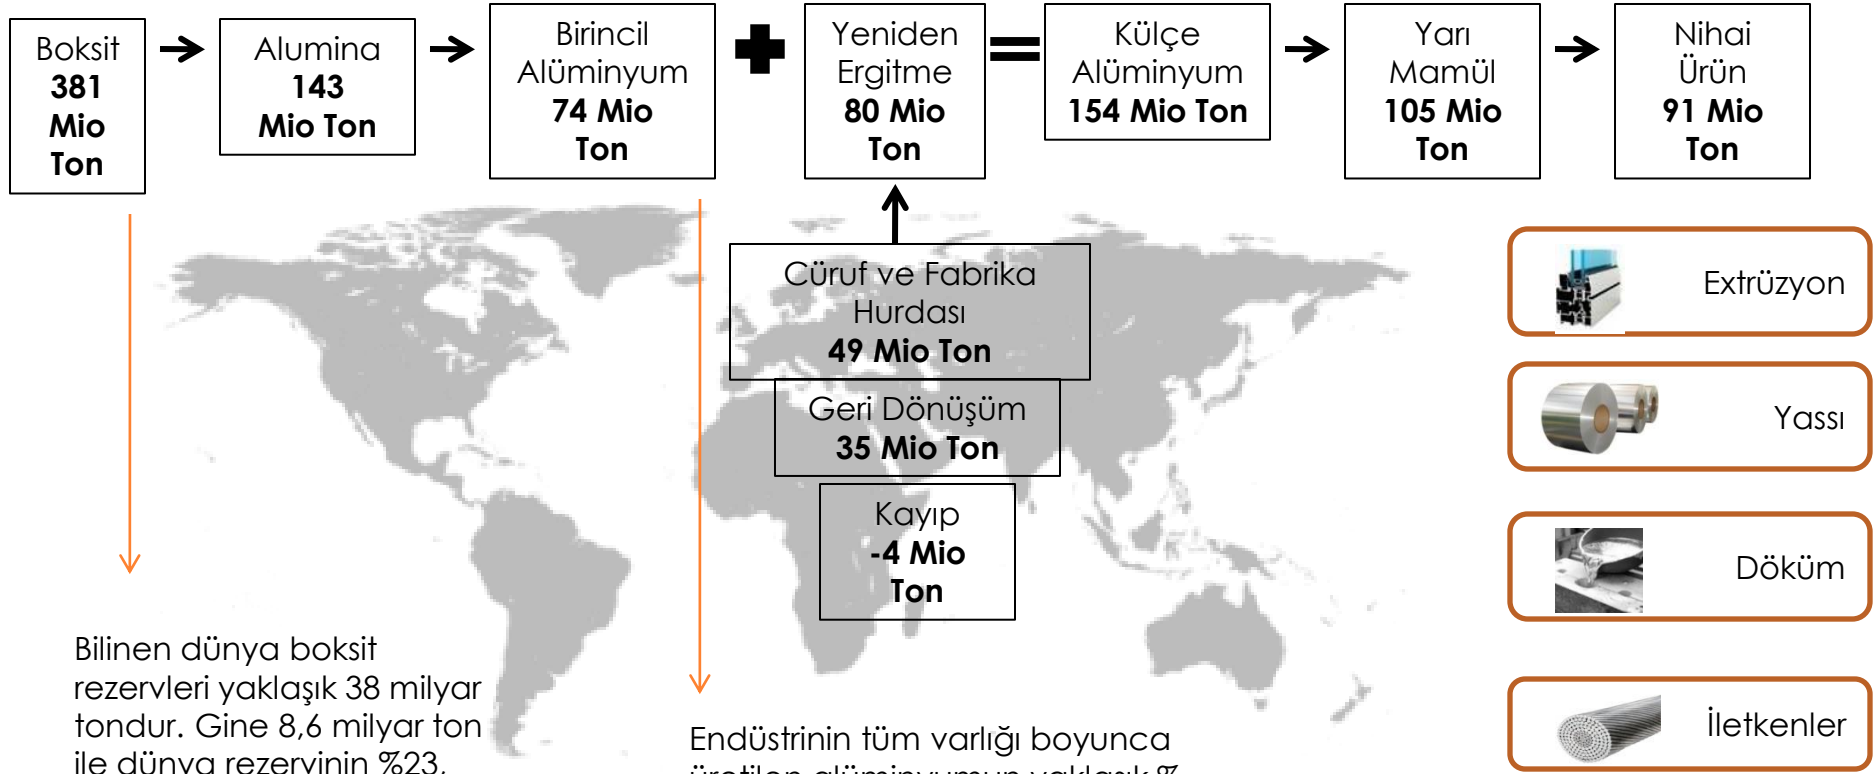 Boksit
381
Mio
Ton
Alumina
143
Mio Ton
Birincil
Alüminyum
74 Mio
Ton
Yeniden
Ergitme
80 Mio
Ton
Külçe
Alüminyum
154 Mio Ton
Yarı
Mamül
105 Mio
Ton
Nihai
Ürün
91 Mio
Ton
Cüruf ve Fabrika
Hurdası
49 Mio Ton
Geri Dönüşüm
35 Mio Ton
Kayıp
-4 Mio
Ton
Extrüzyon
Yassı
Döküm
İletkenler
Bilinen dünya boksit
rezervleri yaklaşık 38 milyar
tondur. Gine 8,6 milyar ton
ile dünya rezervinin %23,
Endüstrinin tüm varlığı boyunca
üretilen alüminyumun yaklaşık %